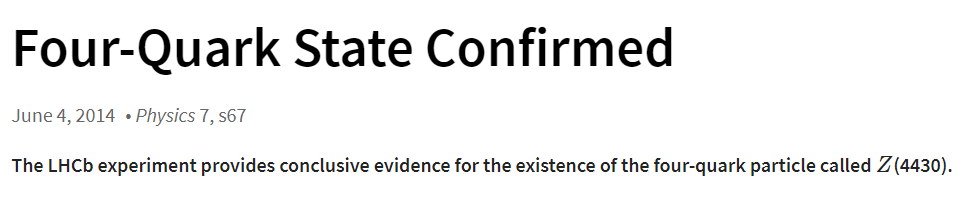 Four-Quark State Confirmed
June 4, 2014 • Physics 7, s67
The LHCb experiment provides conclusive evidence for the existence of the four-quark particle called Z(4430).